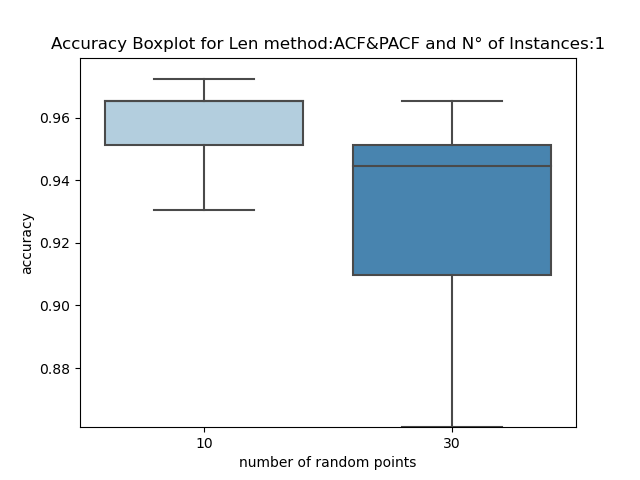 Accuracy Boxplot for Len method:ACF&PACF and N° of Instances:1
0.96
0.94
0.92
0.90
0.88
accuracy
10
30
number of random points